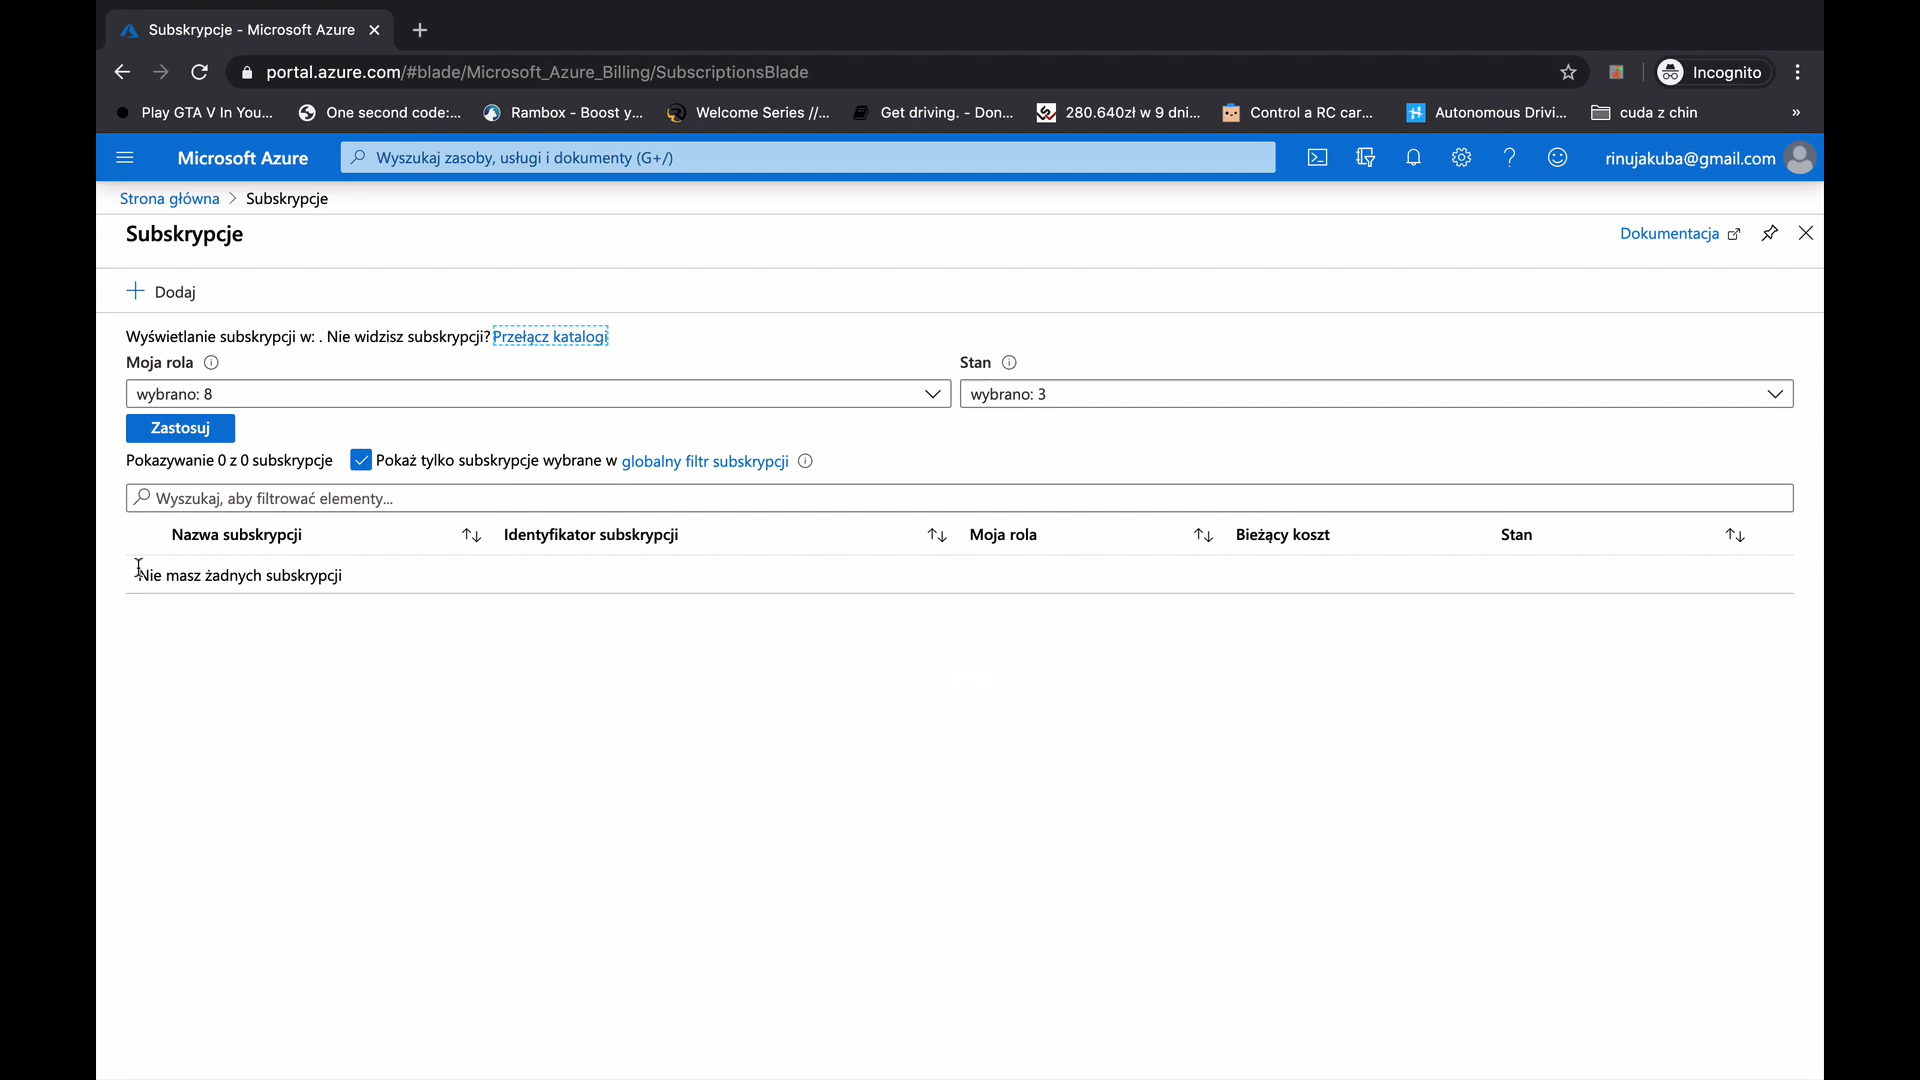 Subskrypcje - Microsoft Azure
portal.azure.com/#blade/Microsoft_Azure_Billing/SubscriptionsBlade
Incognito
Play GTA V In You... One second code:... Rambox - Boost y... Welcome Series //... Get driving. - Don... 280.640zł w 9 dni... Control a RC car... Autonomous Drivi... cuda z chin »
Microsoft Azure
Wyszukaj zasoby, usługi i dokumenty (G+/)
rinujakuba@gmail.com
Strona główna > Subskrypcje
Subskrypcje
Dokumentacja
+ Dodaj
Wyświetlanie subskrypcji w: . Nie widzisz subskrypcji? Przełącz katalogi
Moja rola
Stan
wybrano: 8
wybrano: 3
Zastosuj
Pokazywanie 0 z 0 subskrypcje Pokaż tylko subskrypcje wybrane w globalny filtr subskrypcji
Wyszukaj, aby filtrować elementy...
Nazwa subskrypcji Identyfikator subskrypcji Moja rola Bieżący koszt Stan
Nie masz żadnych subskrypcji